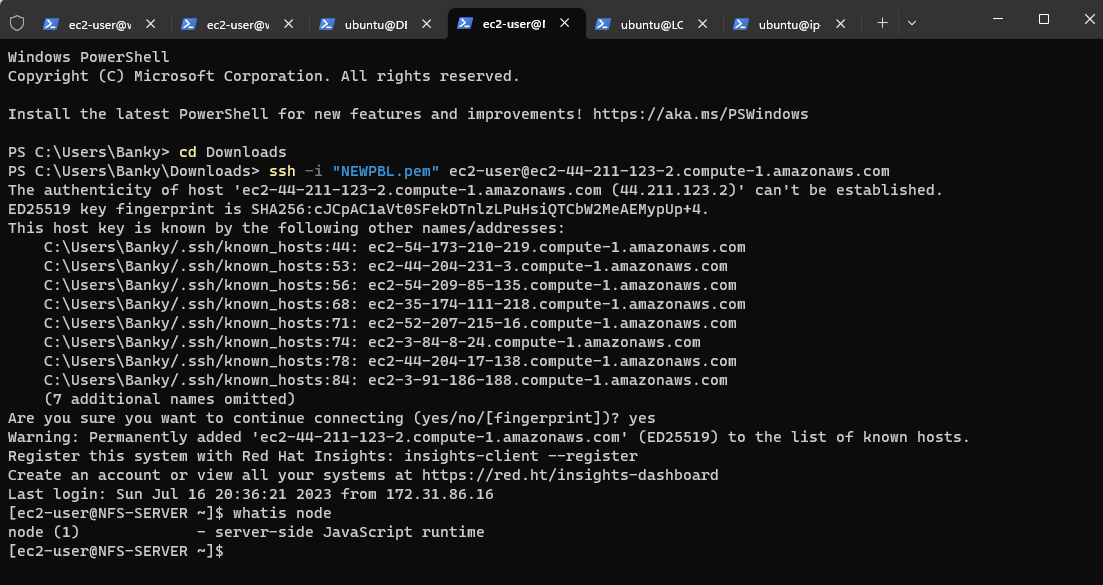 ec2-user@v
ec2-user@v
ubuntu@DI
ec2-user@I
ubuntu@LC
ubuntu@ip
Windows PowerShell
Copyright (C) Microsoft Corporation. All rights reserved.
Install the latest PowerShell for new features and improvements! https://aka.ms/PSWindows
PS C:\Users\Banky> cd Downloads
PS C:\Users\Banky\Downloads> ssh -i "NEWPBL.pem" ec2-user@ec2-44-211-123-2.compute-1.amazonaws.com
The authenticity of host 'ec2-44-211-123-2.compute-1.amazonaws.com (44.211.123.2)' can't be established.
ED25519 key fingerprint is SHA256:cJCpAC1aVt0SFekDTnlzLPuHsiQTCbW2MeAEMypUp+4.
This host key is known by the following other names/addresses:
    C:\Users\Banky/.ssh/known_hosts:44: ec2-54-173-210-219.compute-1.amazonaws.com
    C:\Users\Banky/.ssh/known_hosts:53: ec2-44-204-231-3.compute-1.amazonaws.com
    C:\Users\Banky/.ssh/known_hosts:56: ec2-54-209-85-135.compute-1.amazonaws.com
    C:\Users\Banky/.ssh/known_hosts:68: ec2-35-174-111-218.compute-1.amazonaws.com
    C:\Users\Banky/.ssh/known_hosts:71: ec2-52-207-215-16.compute-1.amazonaws.com
    C:\Users\Banky/.ssh/known_hosts:74: ec2-3-84-8-24.compute-1.amazonaws.com
    C:\Users\Banky/.ssh/known_hosts:78: ec2-44-204-17-138.compute-1.amazonaws.com
    C:\Users\Banky/.ssh/known_hosts:84: ec2-3-91-186-188.compute-1.amazonaws.com
    (7 additional names omitted)
Are you sure you want to continue connecting (yes/no/[fingerprint])? yes
Warning: Permanently added 'ec2-44-211-123-2.compute-1.amazonaws.com' (ED25519) to the list of known hosts.
Register this system with Red Hat Insights: insights-client --register
Create an account or view all your systems at https://red.ht/insights-dashboard
Last login: Sun Jul 16 20:36:21 2023 from 172.31.86.16
[ec2-user@NFS-SERVER ~]$ whatis node
node (1)             - server-side JavaScript runtime
[ec2-user@NFS-SERVER ~]$